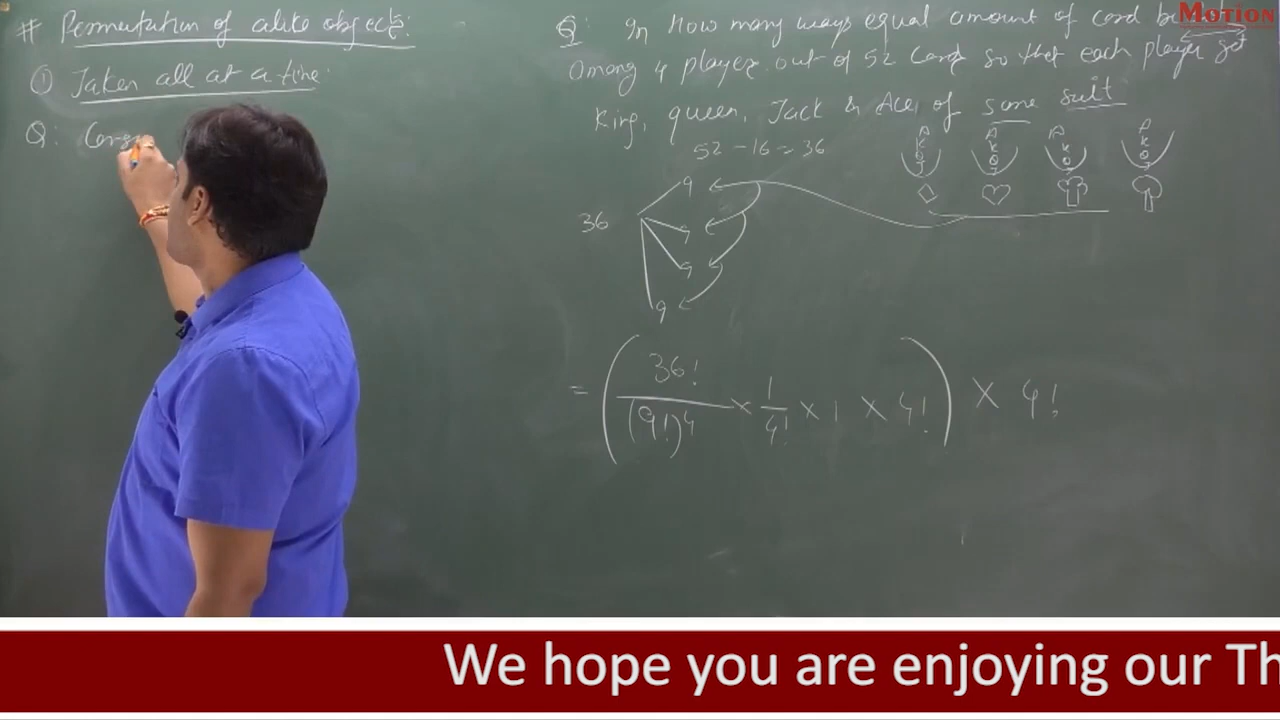 # Permutation of alike objects:
① Taken all at a time:
Q:
MOTION
Q: In How many ways equal amount of card
Among 4 player out of 52 Card so that each player get
King, queen, Jack & Ace of same suit
52 - 16 = 36
A A A A
K K K K
Q Q Q Q
J J J J
36
9
9
9
9
= ( 36! / (9!)^4 × 1/4! × 1 × 4! ) × 4!
We hope you are enjoying our Th